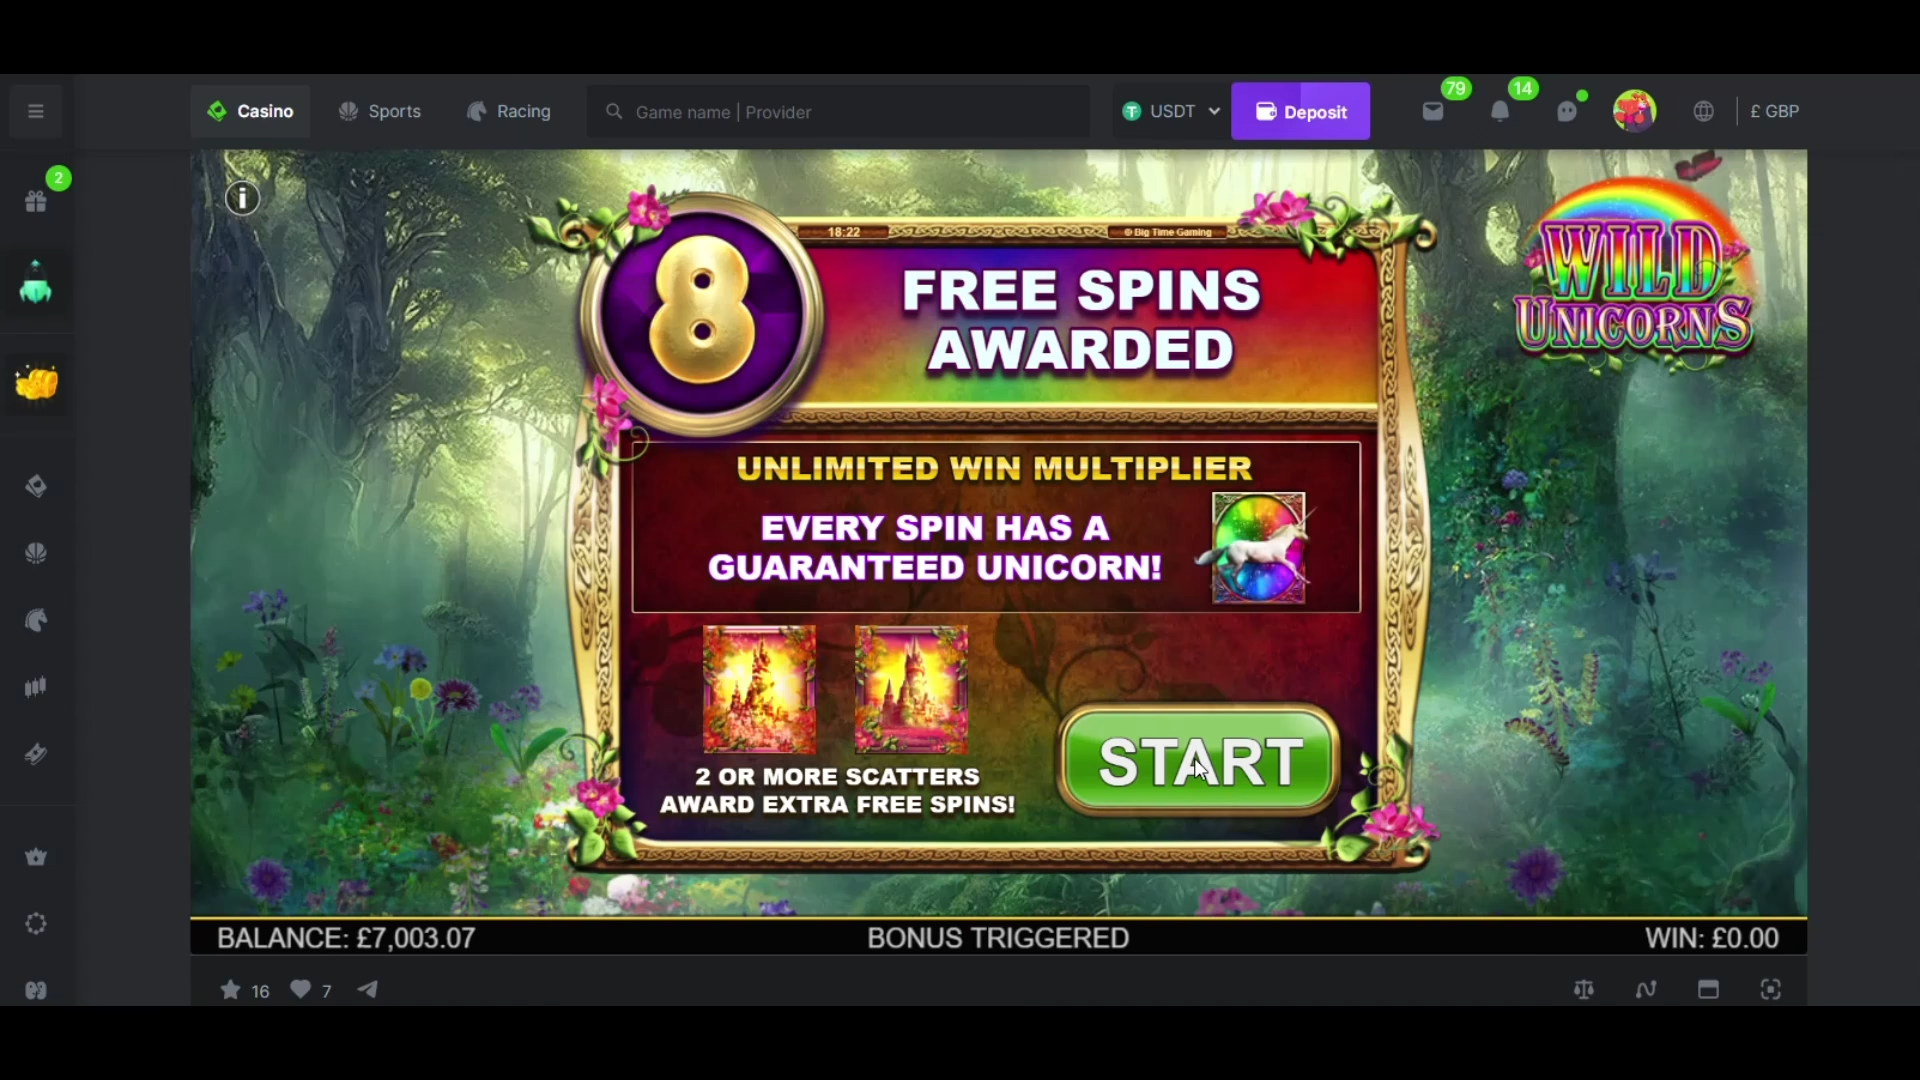 Casino
Sports
Racing
Game name | Provider
USDT
Deposit
79
14
£ GBP
2
i
18:22
© Big Time Gaming
8
FREE SPINS
AWARDED
WILD
UNICORNS
UNLIMITED WIN MULTIPLIER
EVERY SPIN HAS A
GUARANTEED UNICORN!
2 OR MORE SCATTERS
AWARD EXTRA FREE SPINS!
START
BALANCE: £7,003.07
BONUS TRIGGERED
WIN: £0.00
16
7